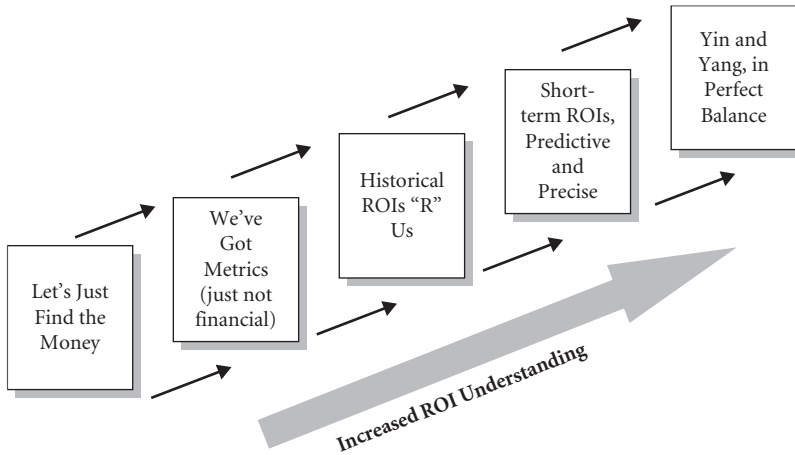 Let's Just
Find the
Money
We've
Got
Metrics
(just not
financial)
Historical
ROIs “R”
Us
Short-
term ROIs,
Predictive
and
Precise
Yin and
Yang, in
Perfect
Balance
Increased ROI Understanding